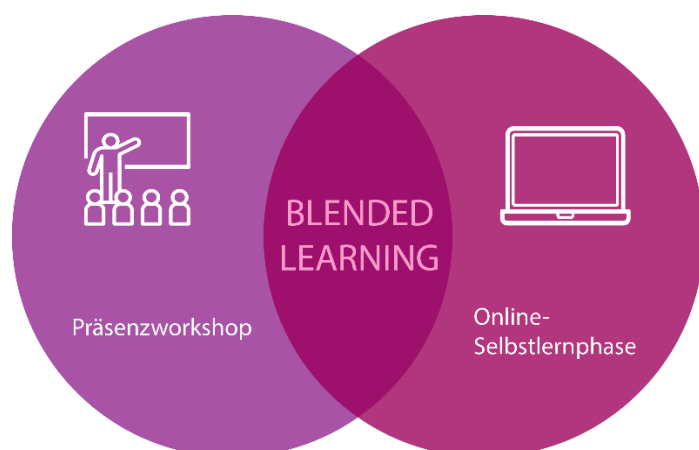 BLENDED
LEARNING
Präsenzworkshop
Online-
Selbstlernphase